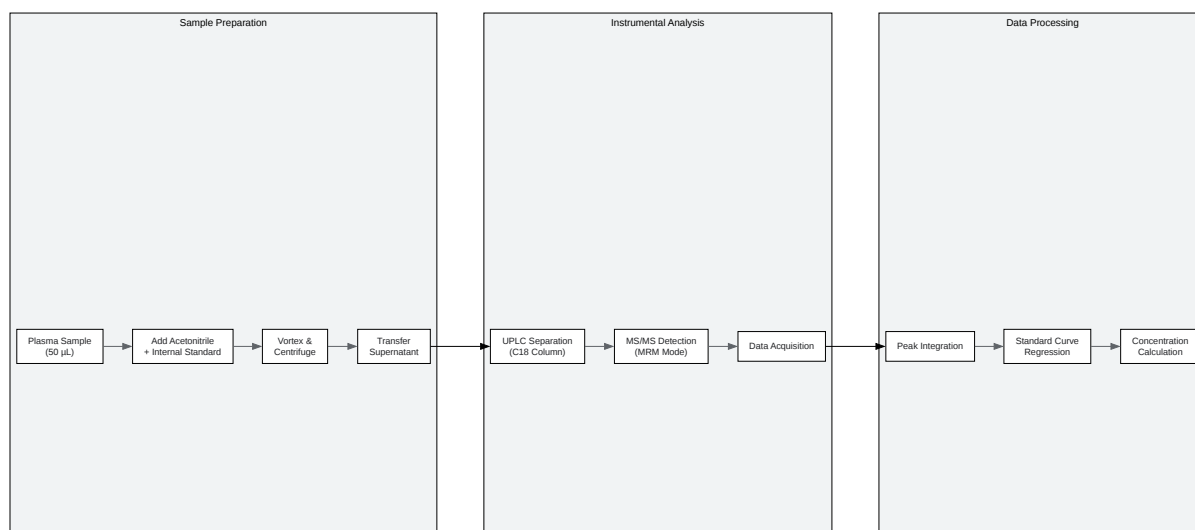 Sample Preparation
Plasma Sample
(50 µL)
Add Acetonitrile
+ Internal Standard
Vortex &
Centrifuge
Transfer
Supernatant
Instrumental Analysis
UPLC Separation
(C18 Column)
MS/MS Detection
(MRM Mode)
Data Acquisition
Data Processing
Peak Integration
Standard Curve
Regression
Concentration
Calculation